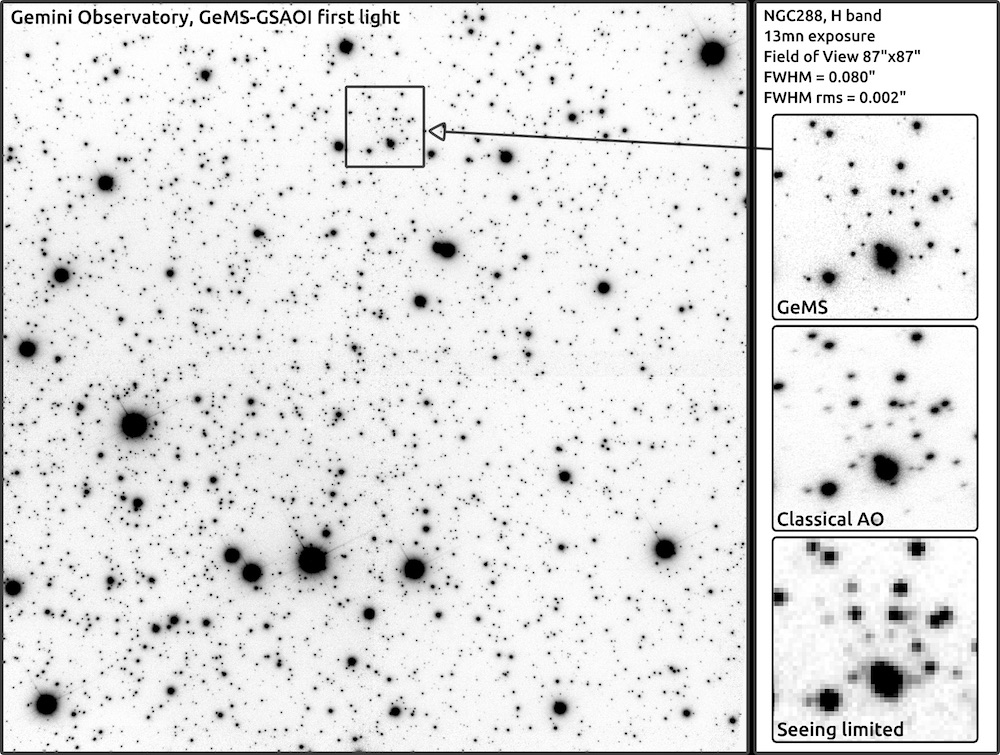 Gemini Observatory, GeMS-GSAOI first light
NGC288, H band
13mn exposure
Field of View 87"x87"
FWHM = 0.080"
FWHM rms = 0.002"
GeMS
Classical AO
Seeing limited